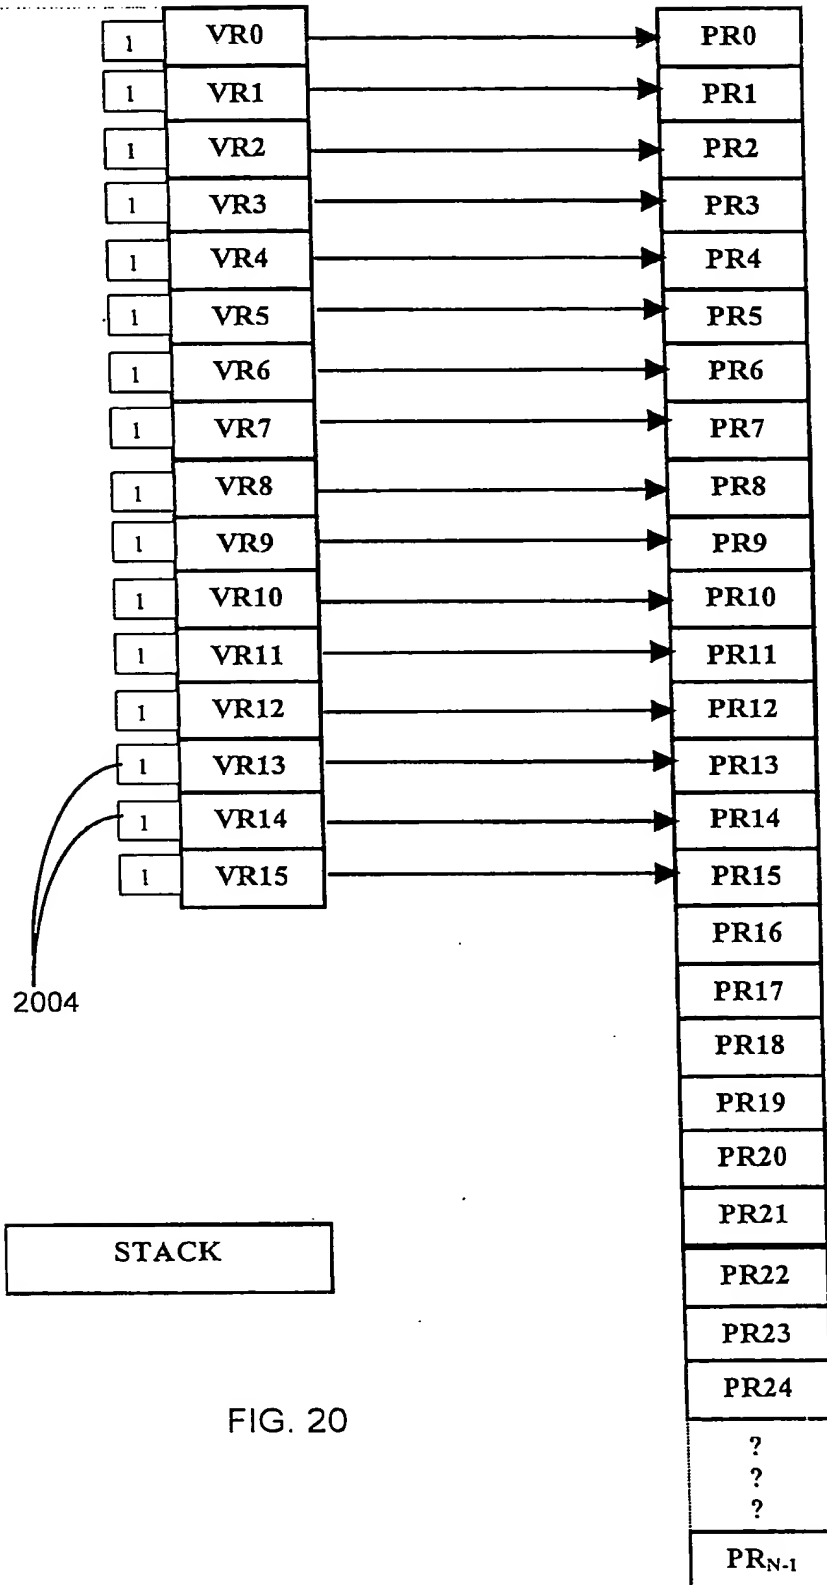 1 VR0 PR0
1 VR1 PR1
1 VR2 PR2
1 VR3 PR3
1 VR4 PR4
1 VR5 PR5
1 VR6 PR6
1 VR7 PR7
1 VR8 PR8
1 VR9 PR9
1 VR10 PR10
1 VR11 PR11
1 VR12 PR12
1 VR13 PR13
1 VR14 PR14
1 VR15 PR15
PR16
2004 PR17
PR18
PR19
PR20
PR21
STACK
PR22
PR23
PR24
FIG. 20
?
?
?
PRN-1